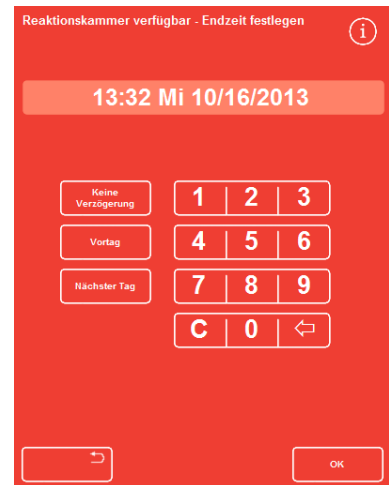 Reaktionskammer verfügbar - Endzeit festlegen
i
13:32 Mi 10/16/2013
Keine
Verzögerung
1 2 3
Vortag
4 5 6
Nächster Tag
7 8 9
C 0 ⇦
OK